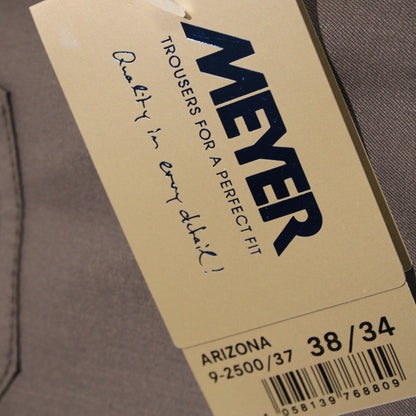 MEYER
TROUSERS FOR A PERFECT FIT
Quality in every detail!
ARIZONA
9-2500/37 38/34
058139 768809